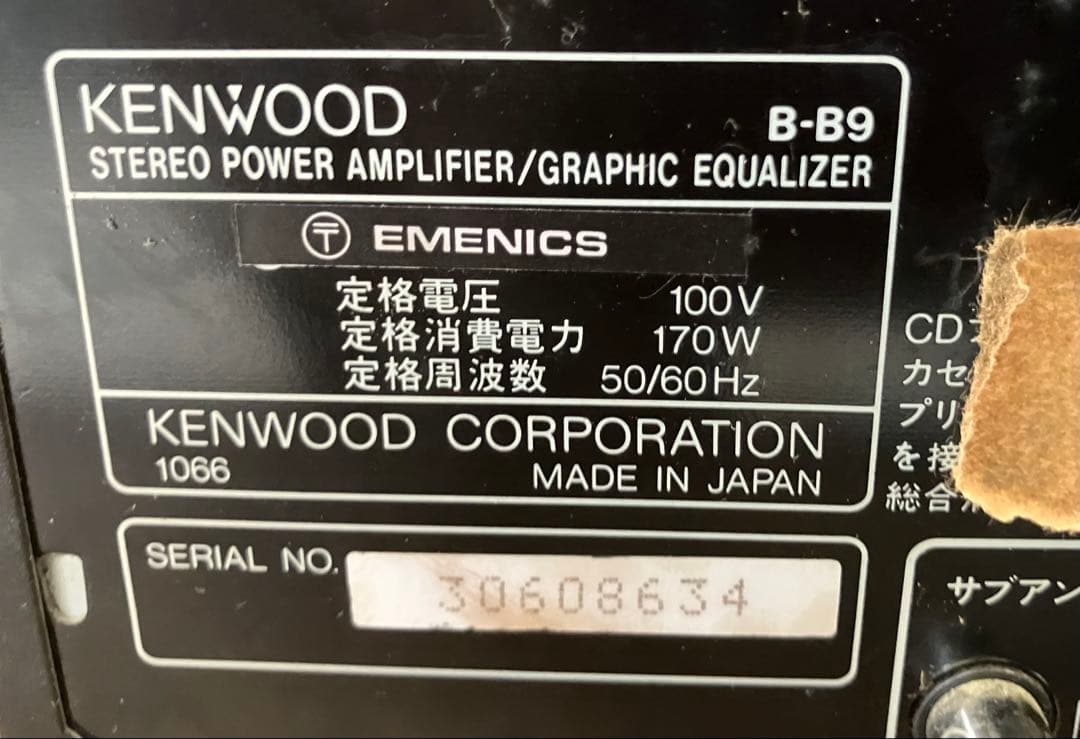 KENWOOD B-B9
STEREO POWER AMPLIFIER/GRAPHIC EQUALIZER
〒 EMENICS
定格電圧 100V
定格消費電力 170W
定格周波数 50/60Hz
KENWOOD CORPORATION
1066 MADE IN JAPAN
SERIAL NO. 30608634
CD
カセ
プリ
を接
総合
サブアン